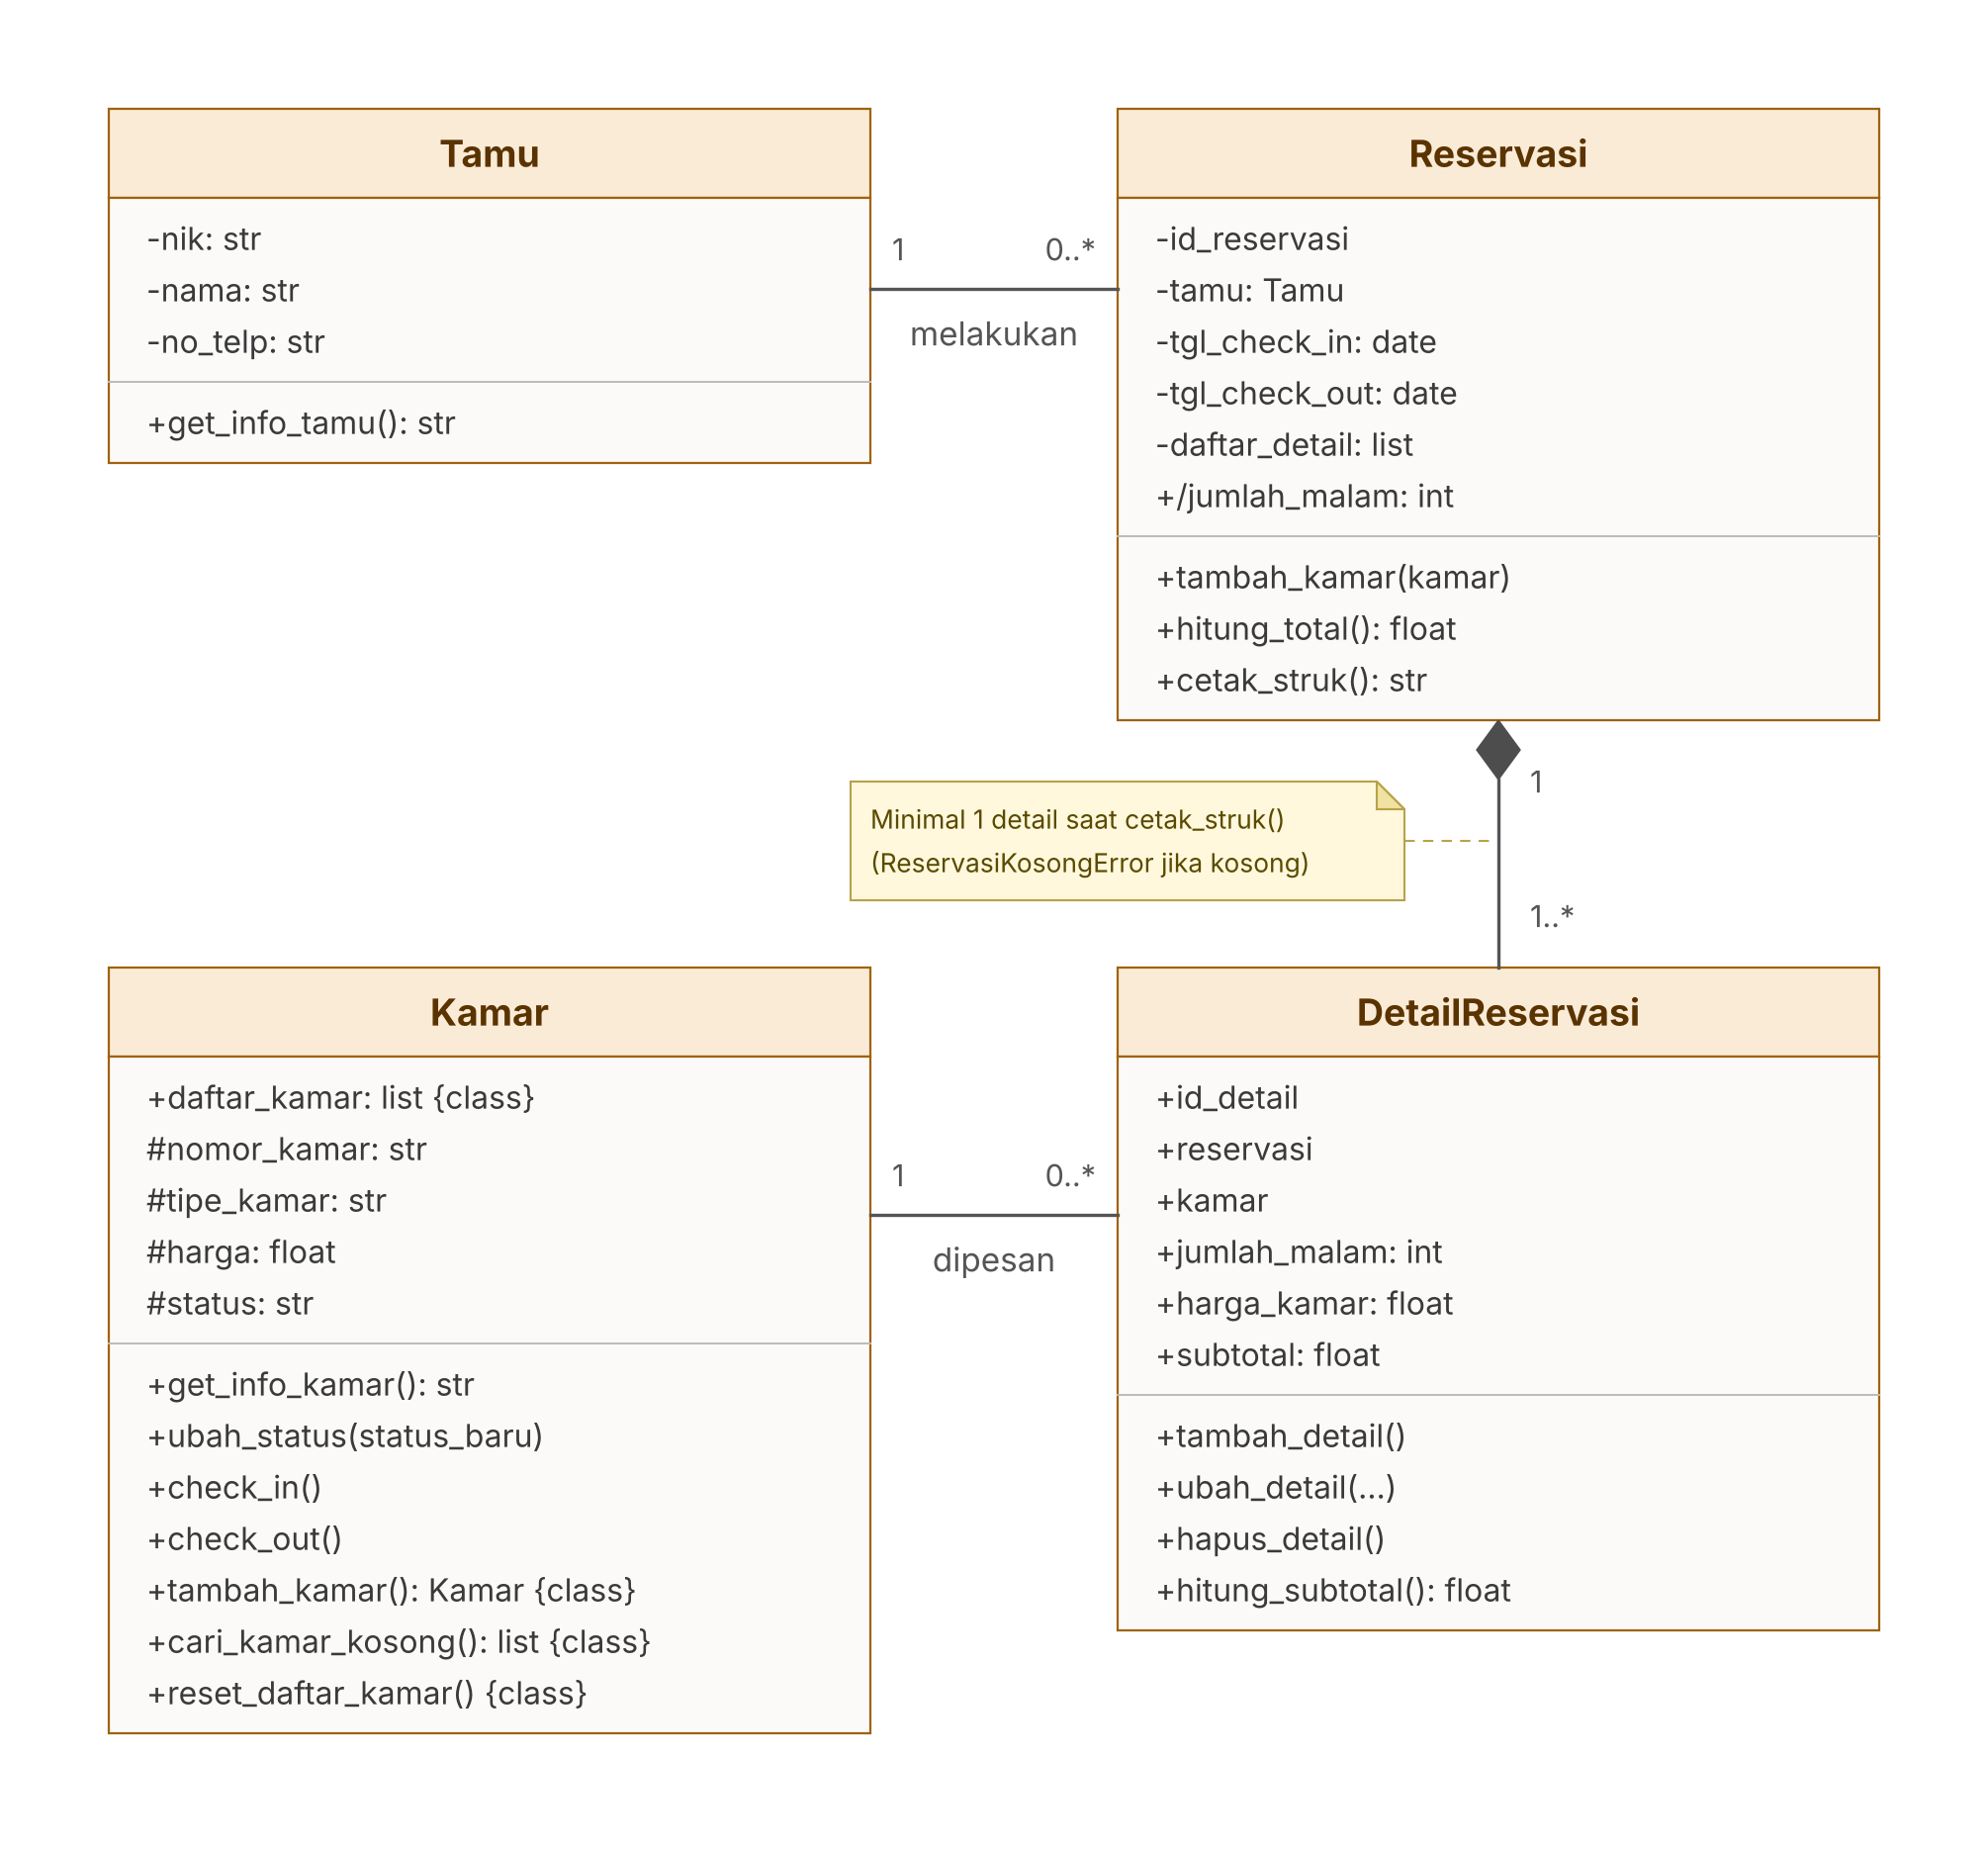 Tamu
-nik: str
-nama: str
-no_telp: str
+get_info_tamu(): str
1
0..*
melakukan
Reservasi
-id_reservasi
-tamu: Tamu
-tgl_check_in: date
-tgl_check_out: date
-daftar_detail: list
+/jumlah_malam: int
+tambah_kamar(kamar)
+hitung_total(): float
+cetak_struk(): str
1
Minimal 1 detail saat cetak_struk()
(ReservasiKosongError jika kosong)
1..*
Kamar
+daftar_kamar: list {class}
#nomor_kamar: str
#tipe_kamar: str
#harga: float
#status: str
+get_info_kamar(): str
+ubah_status(status_baru)
+check_in()
+check_out()
+tambah_kamar(): Kamar {class}
+cari_kamar_kosong(): list {class}
+reset_daftar_kamar() {class}
1
0..*
dipesan
DetailReservasi
+id_detail
+reservasi
+kamar
+jumlah_malam: int
+harga_kamar: float
+subtotal: float
+tambah_detail()
+ubah_detail(...)
+hapus_detail()
+hitung_subtotal(): float